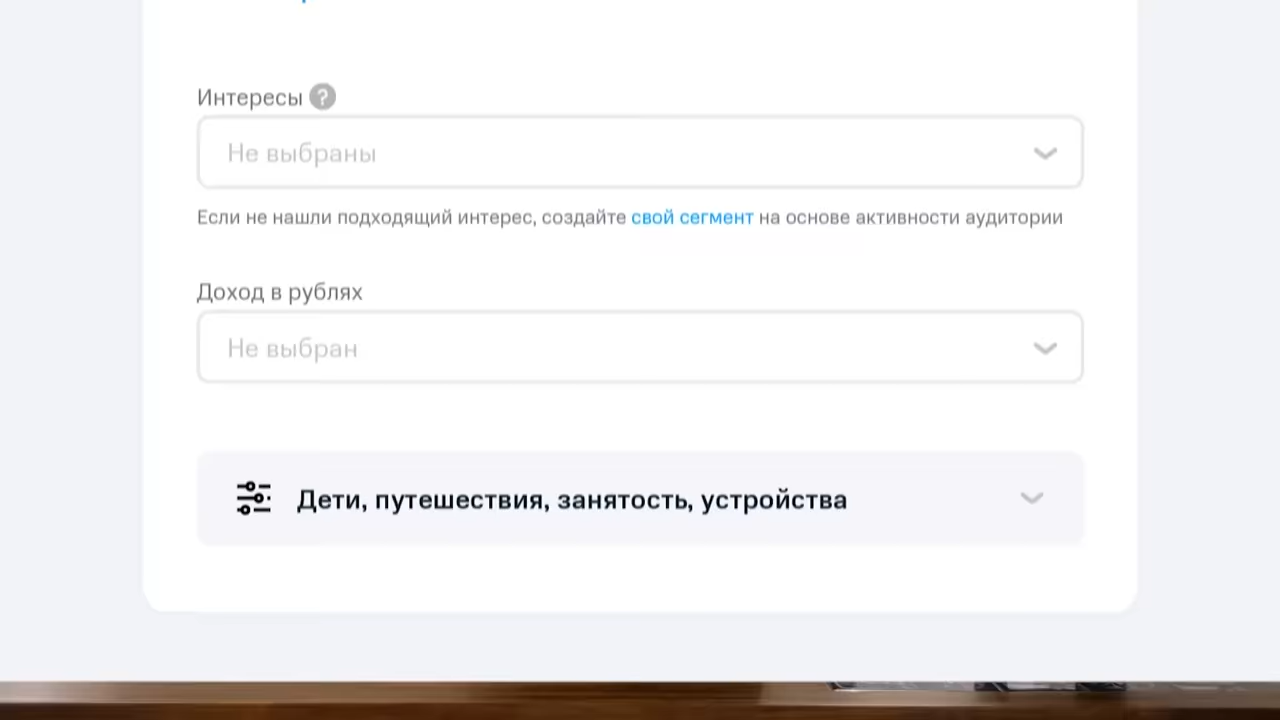 Интересы ?
Не выбраны
Если не нашли подходящий интерес, создайте свой сегмент на основе активности аудитории
Доход в рублях
Не выбран
Дети, путешествия, занятость, устройства